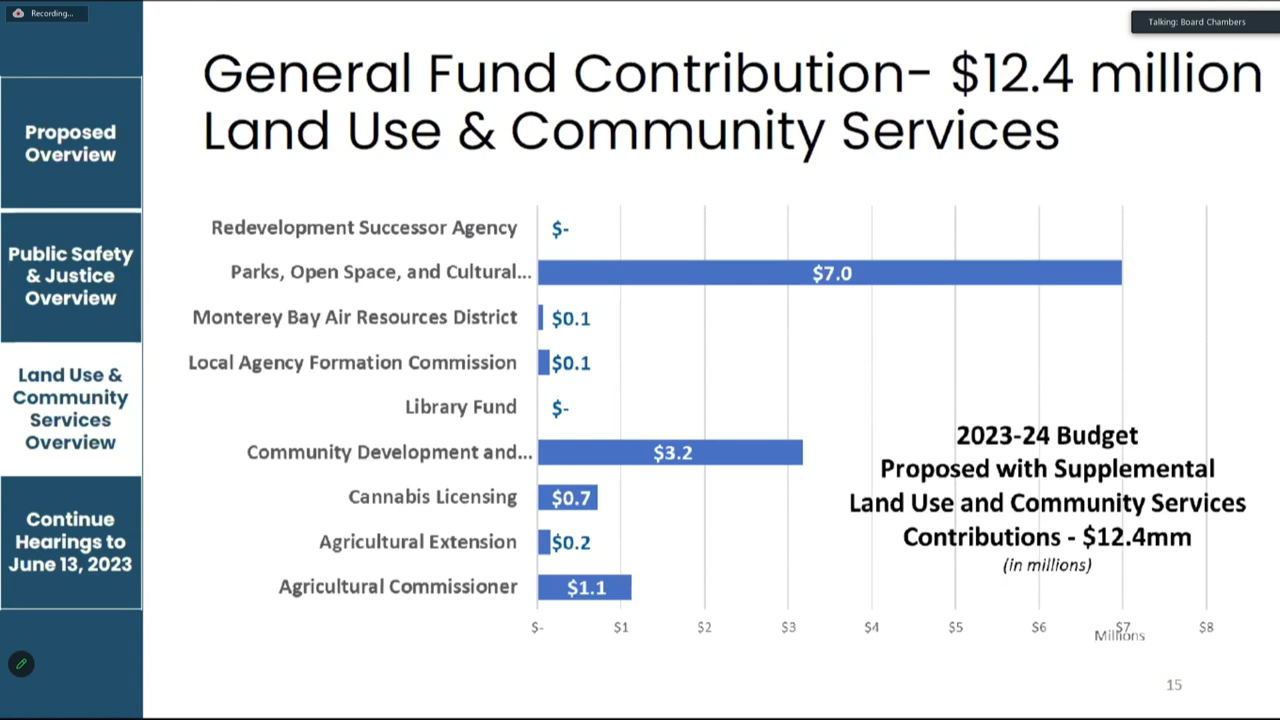 Recording...
Talking: Board Chambers
General Fund Contribution- $12.4 million
Land Use & Community Services
Proposed
Overview
Public Safety
& Justice
Overview
Land Use &
Community
Services
Overview
Continue
Hearings to
June 13, 2023
Redevelopment Successor Agency $-
Parks, Open Space, and Cultural... $7.0
Monterey Bay Air Resources District $0.1
Local Agency Formation Commission $0.1
Library Fund $-
Community Development and... $3.2
Cannabis Licensing $0.7
Agricultural Extension $0.2
Agricultural Commissioner $1.1
2023-24 Budget
Proposed with Supplemental
Land Use and Community Services
Contributions - $12.4mm
(in millions)
$- $1 $2 $3 $4 $5 $6 $7 $8
Millions
15